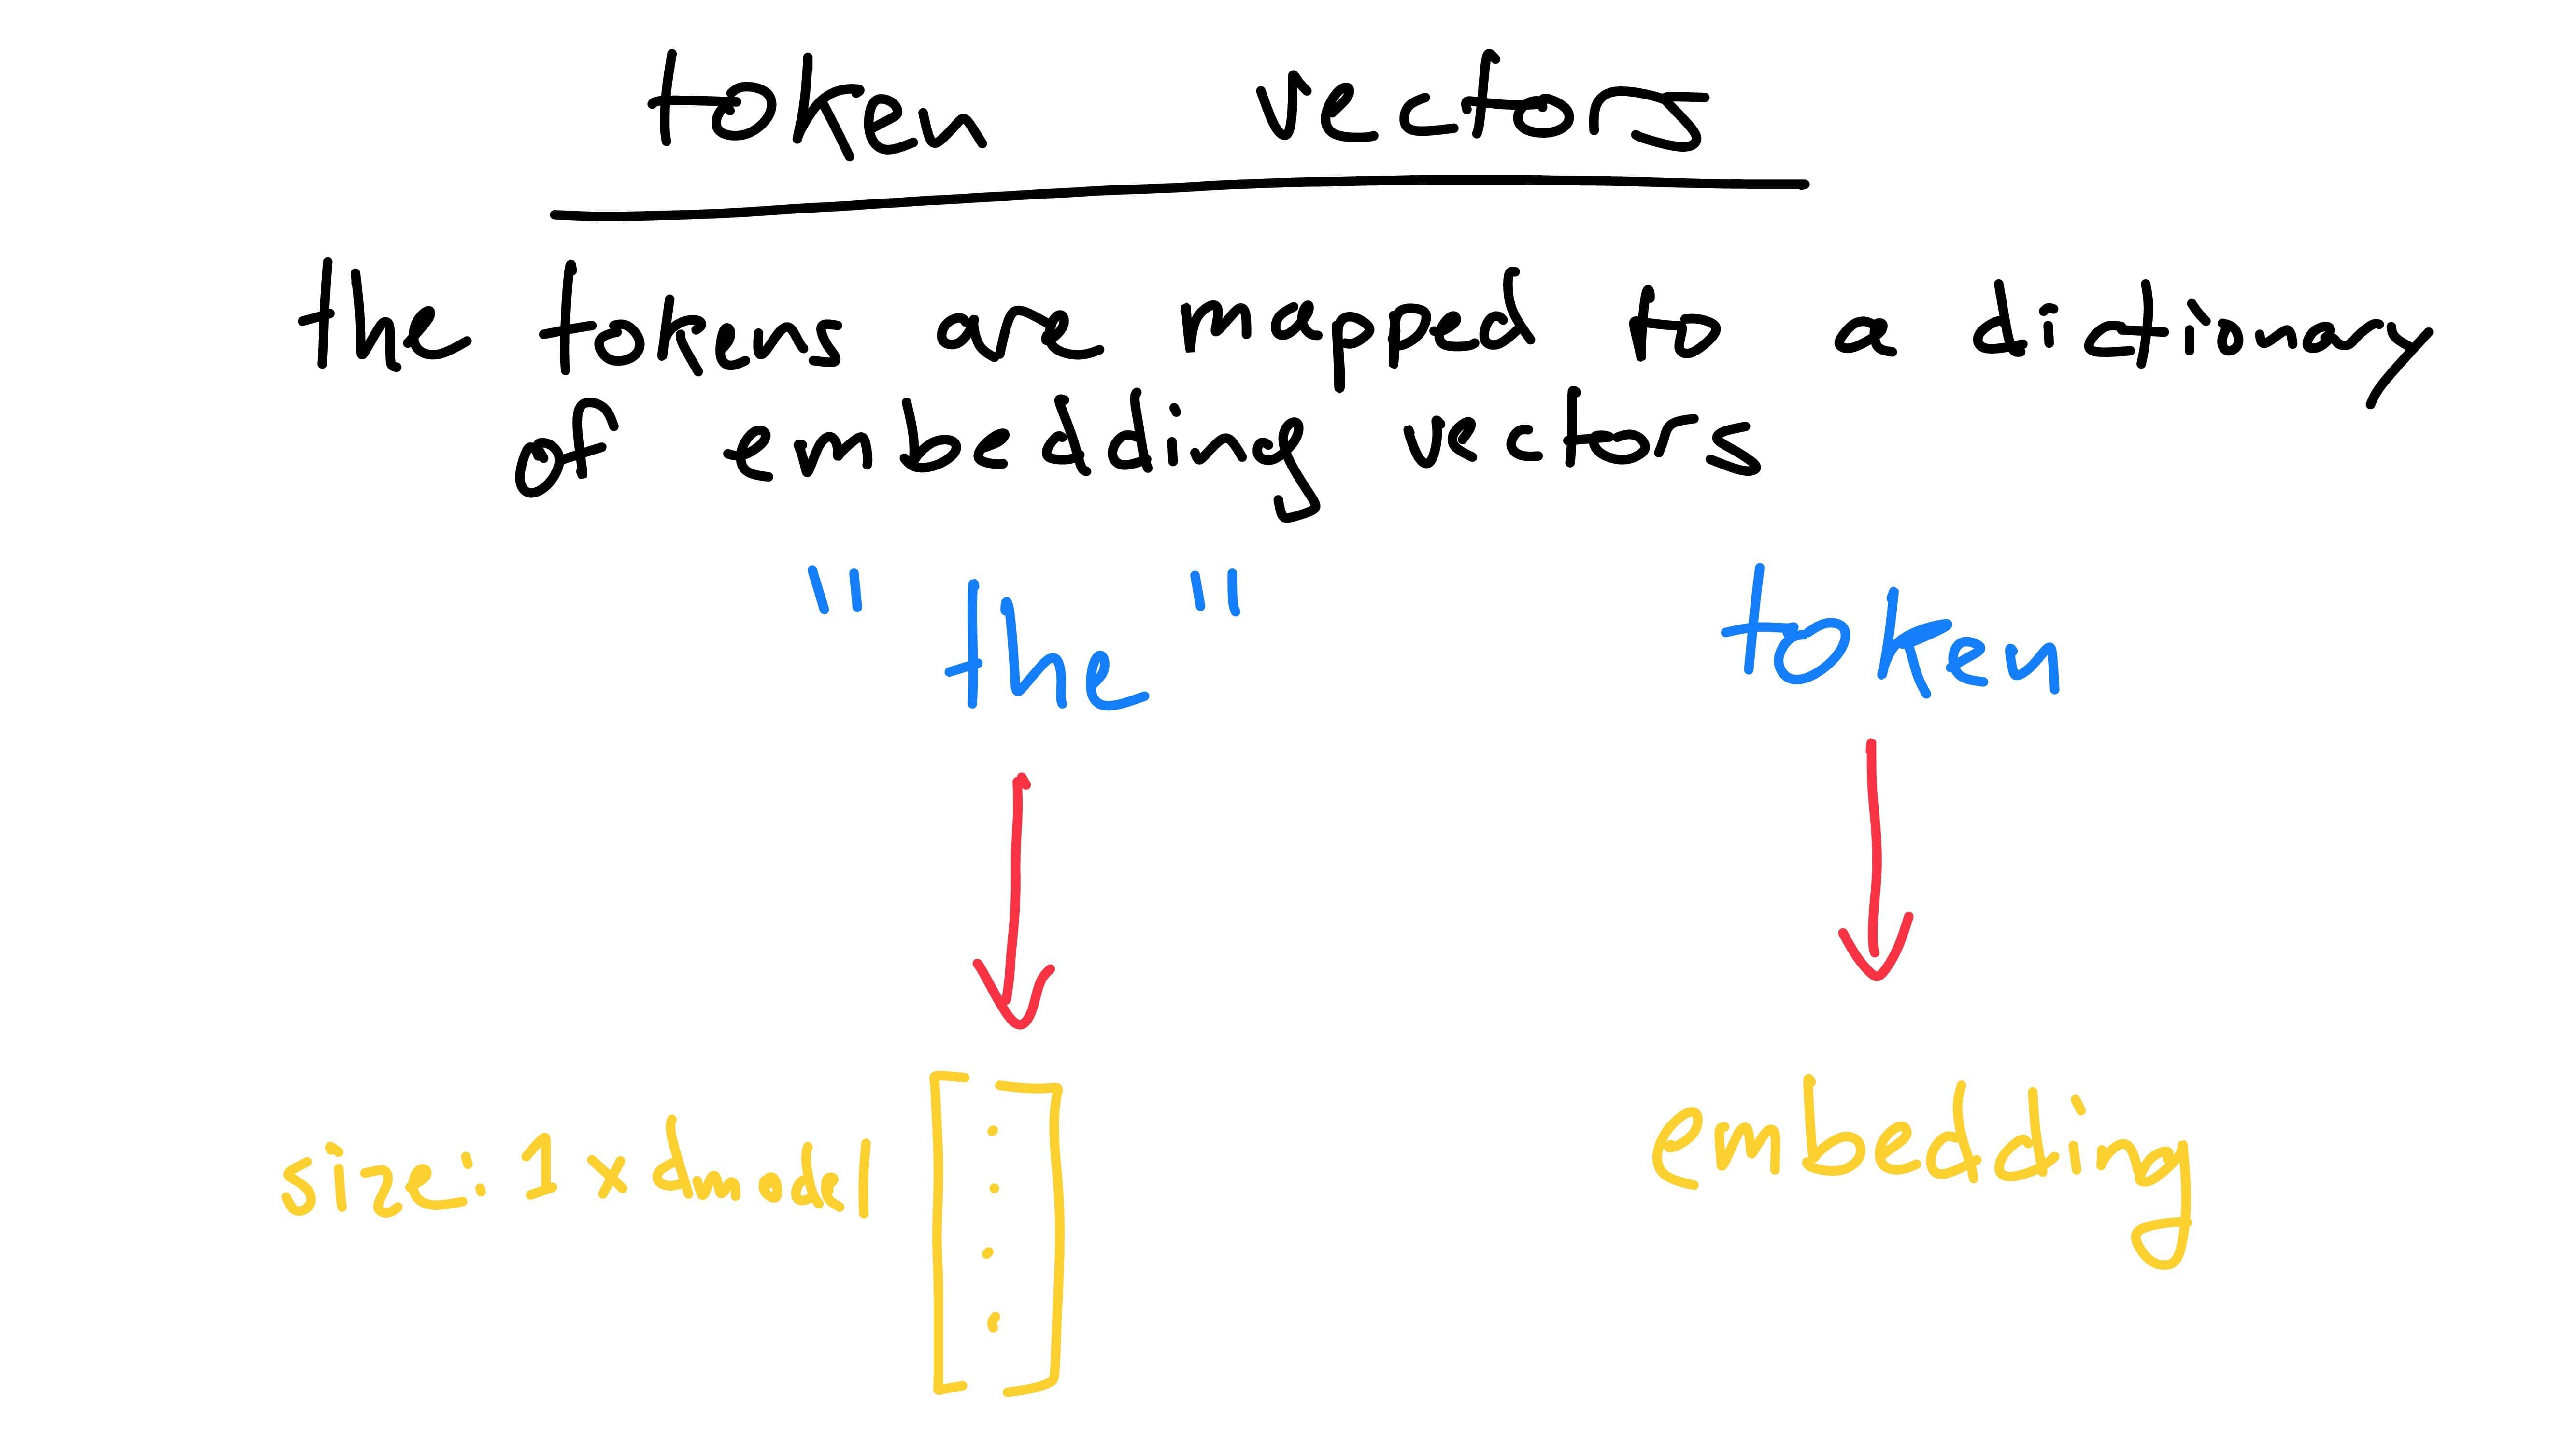 token vectors
the tokens are mapped to a dictionary
of embedding vectors
"the" token
size: 1 x dmodel embedding